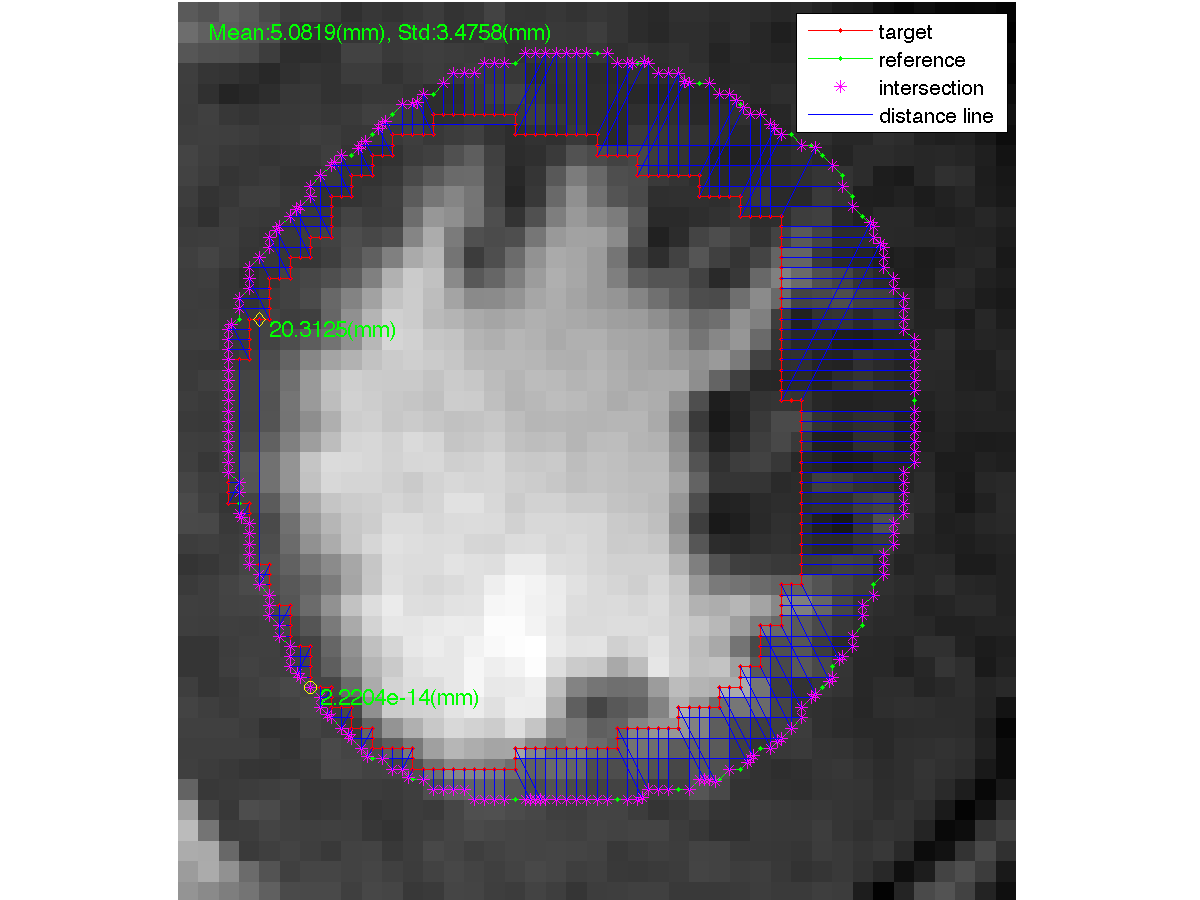 Mean:5.0819(mm), Std:3.4758(mm)
target
reference
intersection
distance line
20.3125(mm)
2.2204e-14(mm)